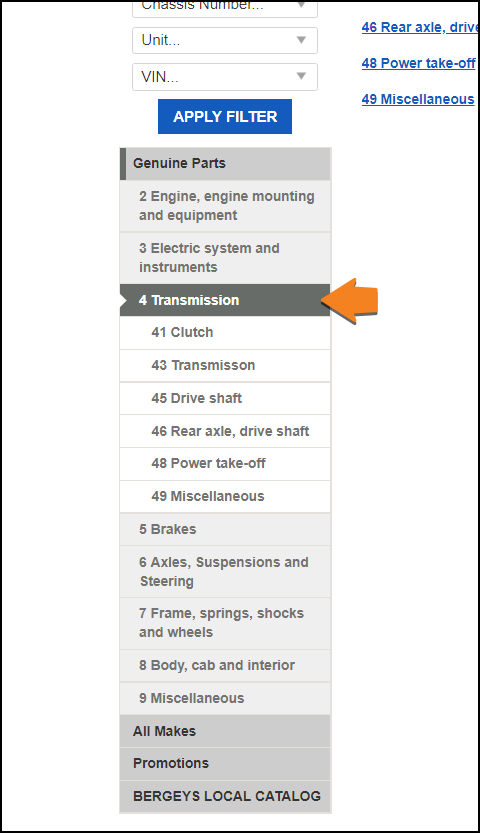 Chassis Number...
46 Rear axle, drive
Unit...
48 Power take-off
VIN...
49 Miscellaneous
APPLY FILTER
Genuine Parts
2 Engine, engine mounting
and equipment
3 Electric system and
instruments
4 Transmission
41 Clutch
43 Transmisson
45 Drive shaft
46 Rear axle, drive shaft
48 Power take-off
49 Miscellaneous
5 Brakes
6 Axles, Suspensions and
Steering
7 Frame, springs, shocks
and wheels
8 Body, cab and interior
9 Miscellaneous
All Makes
Promotions
BERGEYS LOCAL CATALOG